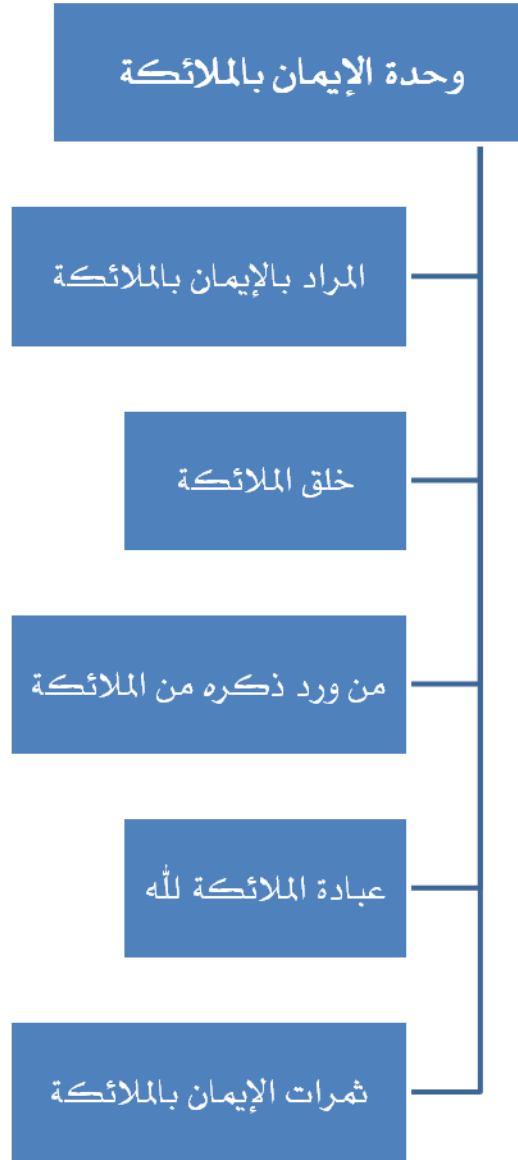 وحدة الإيمان بالملائكة
المراد بالإيمان بالملائكة
خلق الملائكة
من ورد ذكره من الملائكة
عبادة الملائكة لله
ثمرات الإيمان بالملائكة